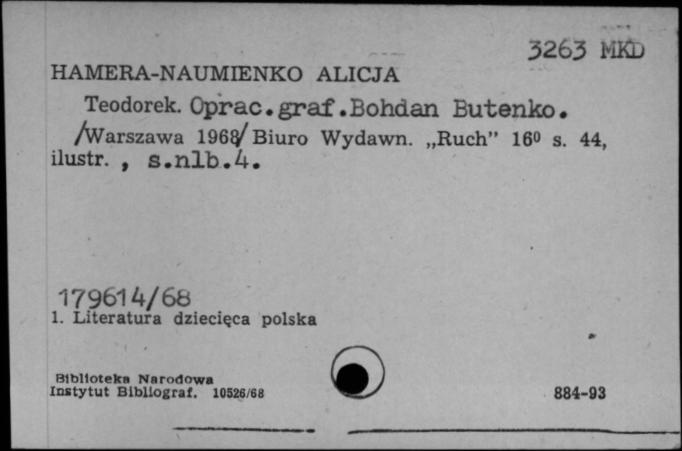 3263 MKD
HAMERA-NAUMIENKO ALICJA
Teodorek. Oprac.graf.Bohdan Butenko.
/Warszawa 1968/ Biuro Wydawn. „Ruch” 16⁰ s. 44,
ilustr. , s.nlb.4.
179614/68
1. Literatura dziecięca polska
Biblioteka Narodowa
Instytut Bibliograf. 10526/68
884-93